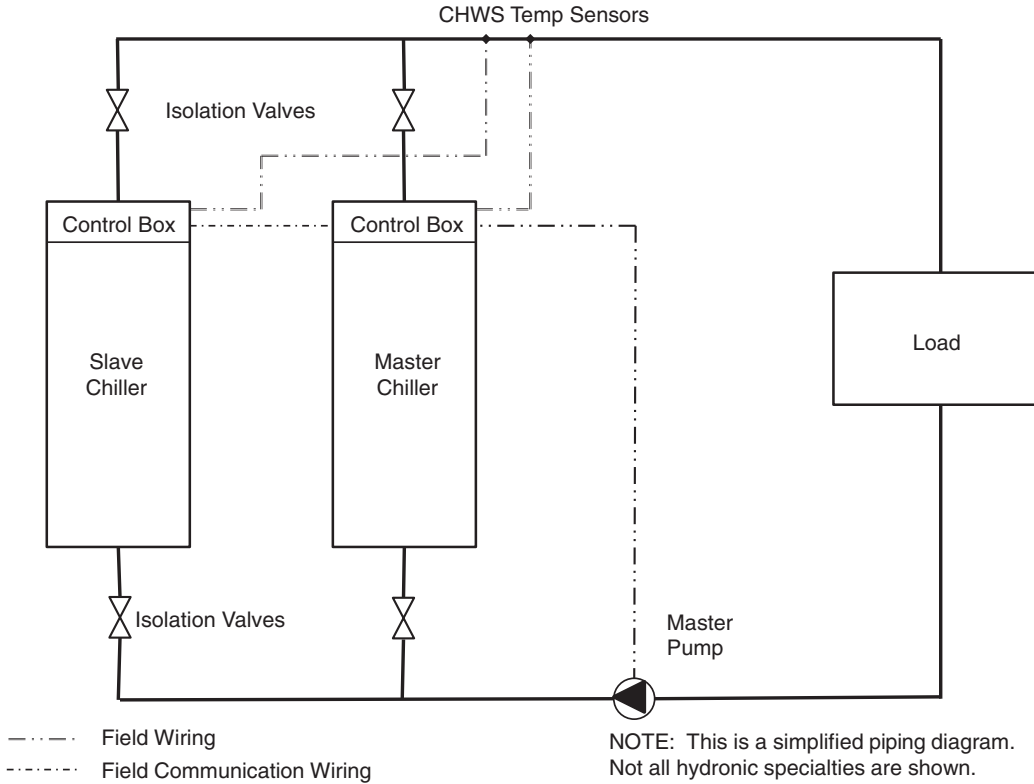 CHWS Temp Sensors
Isolation Valves
Control Box
Control Box
Slave
Chiller
Master
Chiller
Load
Isolation Valves
Master
Pump
Field Wiring
Field Communication Wiring
NOTE: This is a simplified piping diagram.
Not all hydronic specialties are shown.